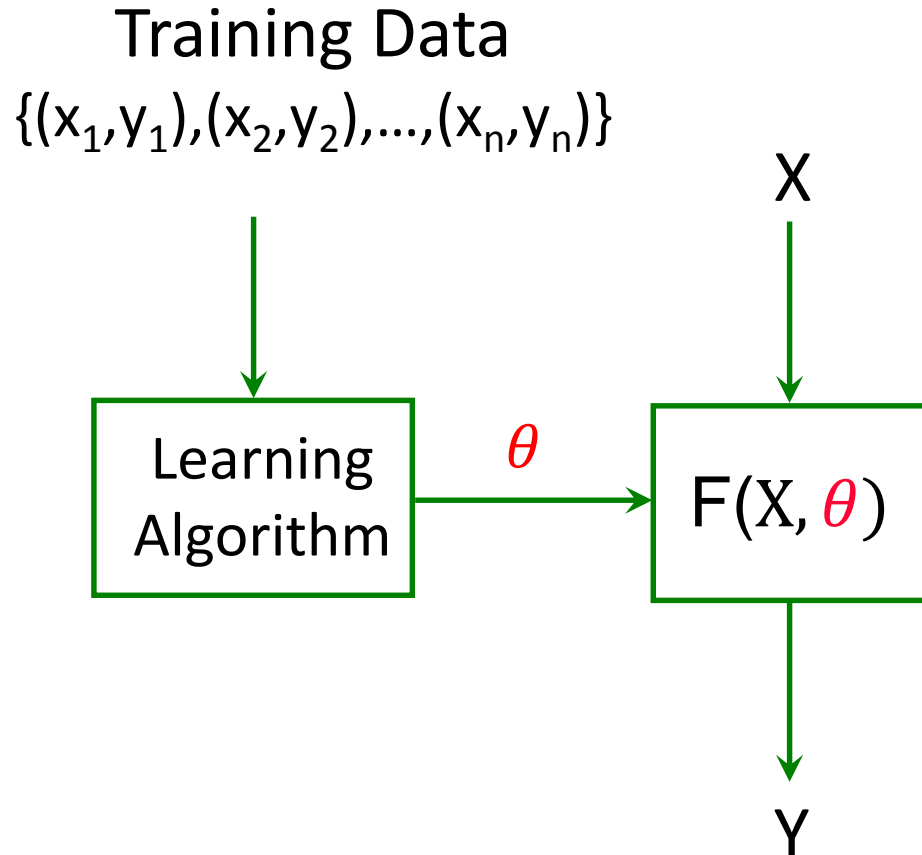 Training Data
{(x₁,y₁),(x₂,y₂),...,(xₙ,yₙ)}
X
Learning
Algorithm
θ
F(X, θ)
Y